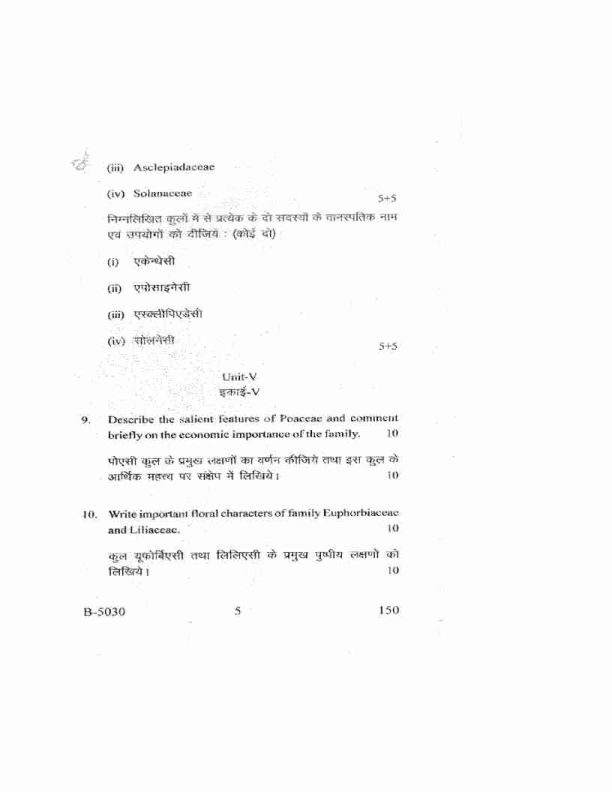 (iii) Asclepiadaceae
(iv) Solanaceae
5+5
निम्नलिखित कुलों में से प्रत्येक के दो सदस्यों के वानस्पतिक नाम
एवं उपयोगों को दीजिये : (कोई दो)
(i) एकेन्थेसी
(ii) एपोसाइनेसी
(iii) एस्क्लीपिएडेसी
(iv) सोलनेसी
5+5
Unit-V
इकाई-V
9. Describe the salient features of Poaceae and comment
briefly on the economic importance of the family. 10
पोएसी कुल के प्रमुख लक्षणों का वर्णन कीजिये तथा इस कुल के
आर्थिक महत्त्व पर संक्षेप में लिखिये। 10
10. Write important floral characters of family Euphorbiaceae
and Liliaceae. 10
कुल यूफोर्बिएसी तथा लिलिएसी के प्रमुख पुष्पीय लक्षणों को
लिखिये। 10
B-5030 5 150